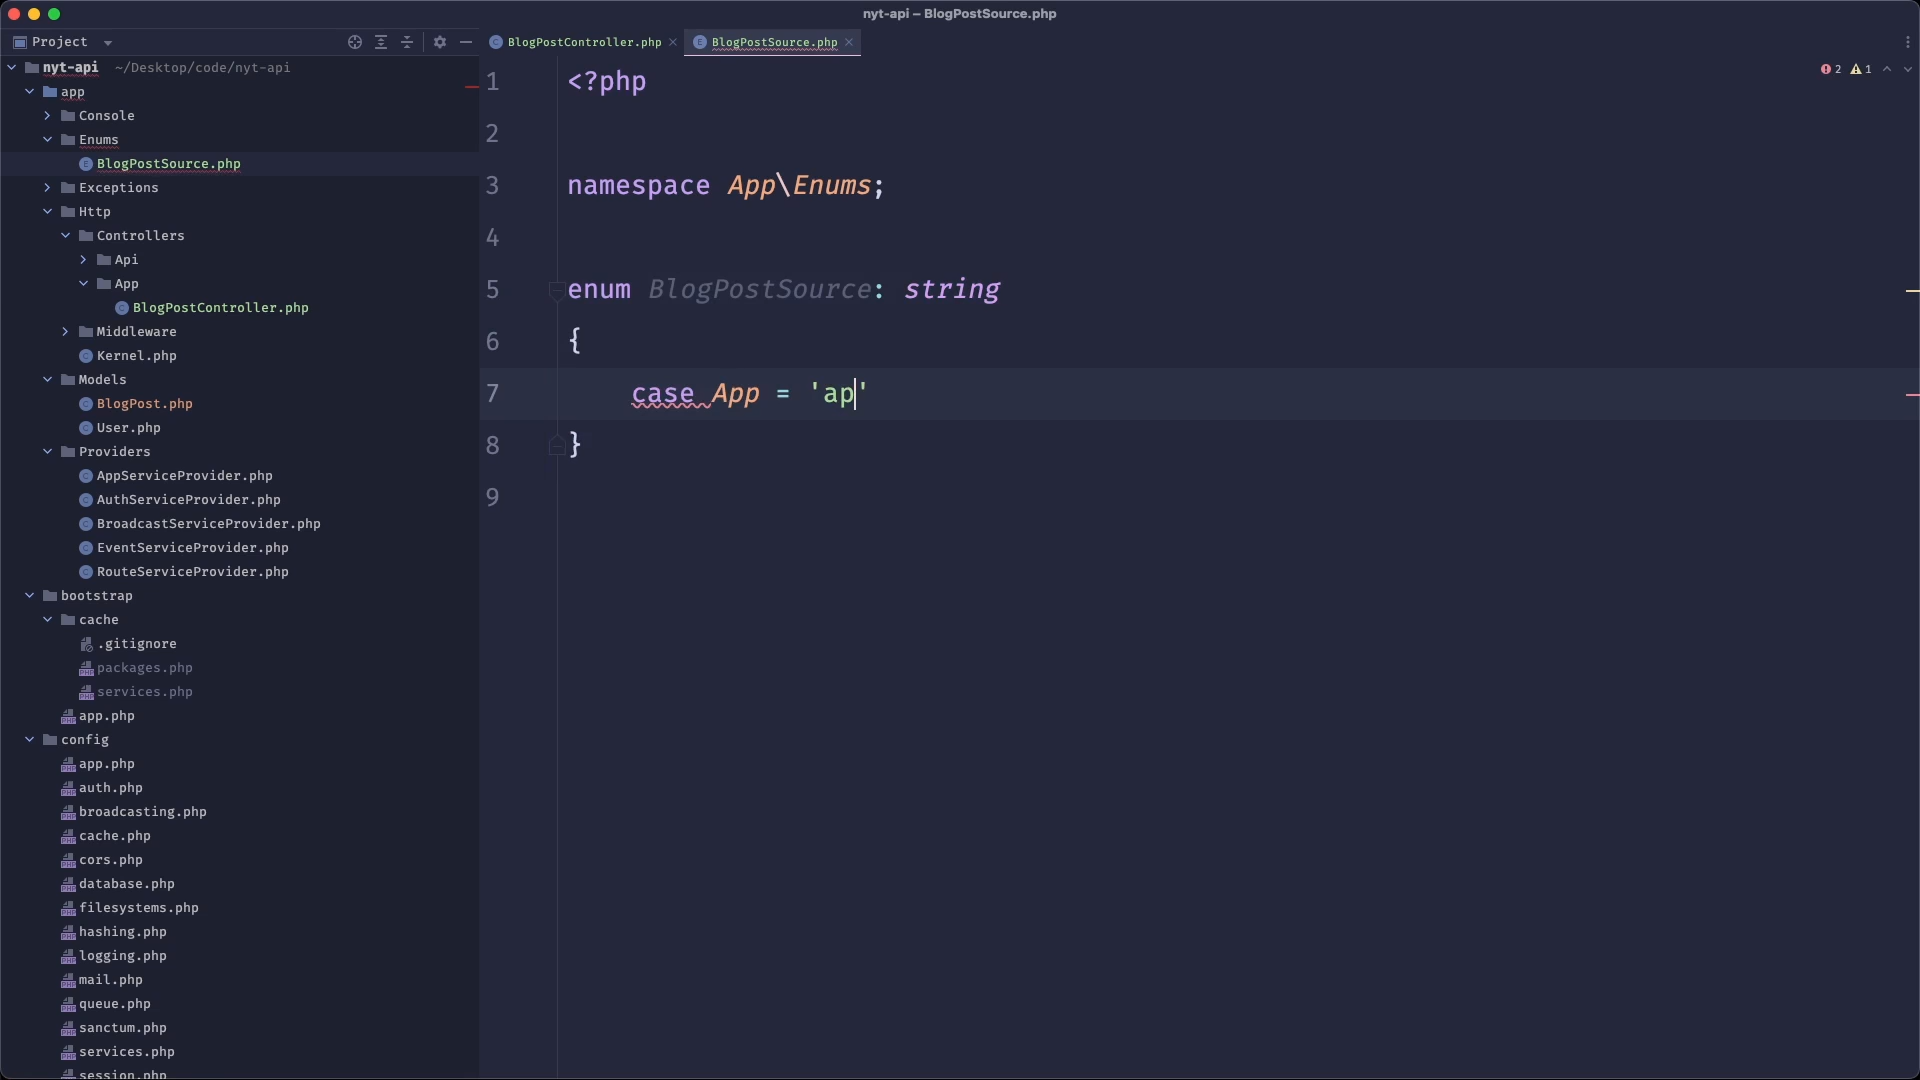 nyt-api – BlogPostSource.php
Project
BlogPostController.php
BlogPostSource.php
nyt-api ~/Desktop/code/nyt-api
app
Console
Enums
BlogPostSource.php
Exceptions
Http
Controllers
Api
App
BlogPostController.php
Middleware
Kernel.php
Models
BlogPost.php
User.php
Providers
AppServiceProvider.php
AuthServiceProvider.php
BroadcastServiceProvider.php
EventServiceProvider.php
RouteServiceProvider.php
bootstrap
cache
.gitignore
packages.php
services.php
app.php
config
app.php
auth.php
broadcasting.php
cache.php
cors.php
database.php
filesystems.php
hashing.php
logging.php
mail.php
queue.php
sanctum.php
services.php
session.php
2 1
1 <?php
2
3 namespace App\Enums;
4
5 enum BlogPostSource: string
6 {
7 case App = 'ap'
8 }
9